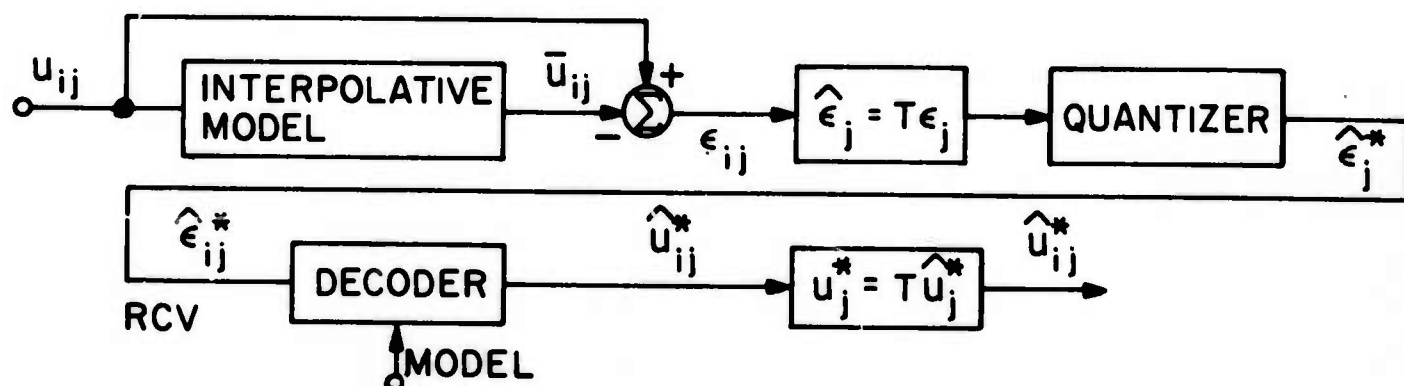 u_ij
INTERPOLATIVE
MODEL
ū_ij
+
−
Σ
ϵ_ij
ϵ̂_j = Tϵ_j
QUANTIZER
ϵ̂*_j
ϵ̂*_ij
RCV
DECODER
MODEL
û*_ij
u*_j = Tû*_j
û*_ij